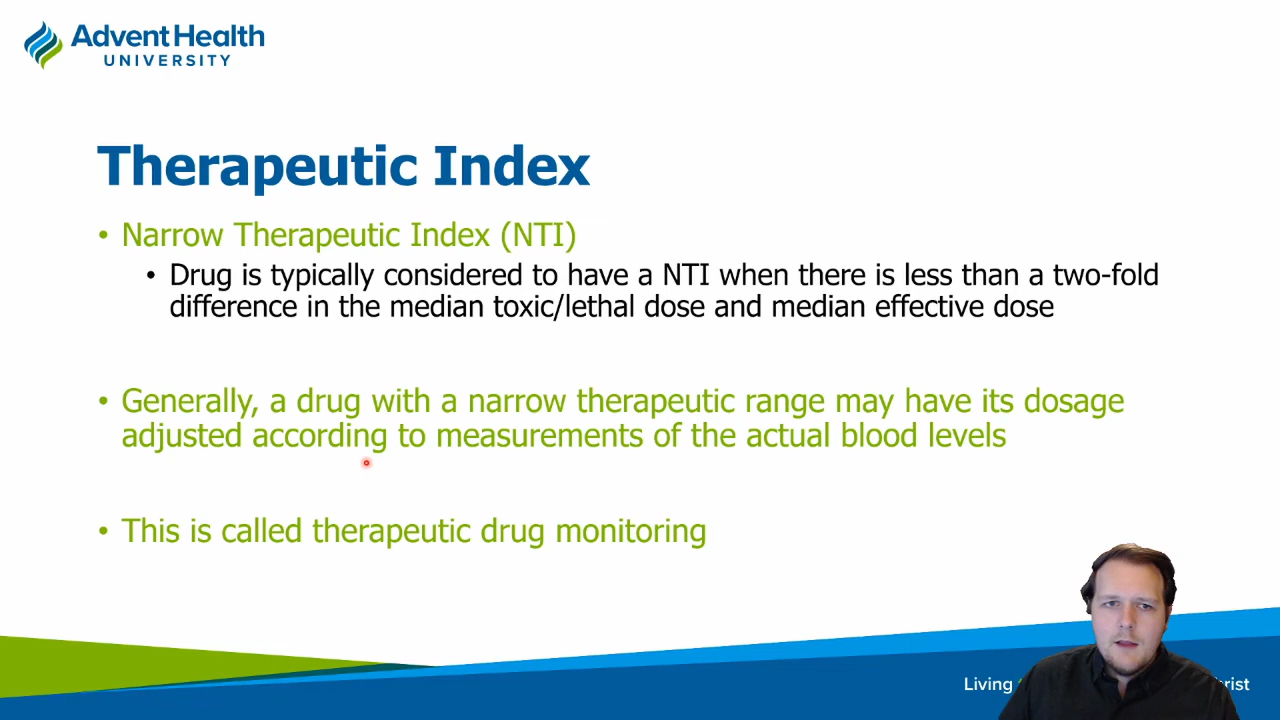 Advent Health
UNIVERSITY
Therapeutic Index
• Narrow Therapeutic Index (NTI)
• Drug is typically considered to have a NTI when there is less than a two-fold
difference in the median toxic/lethal dose and median effective dose
• Generally, a drug with a narrow therapeutic range may have its dosage
adjusted according to measurements of the actual blood levels
• This is called therapeutic drug monitoring
Living